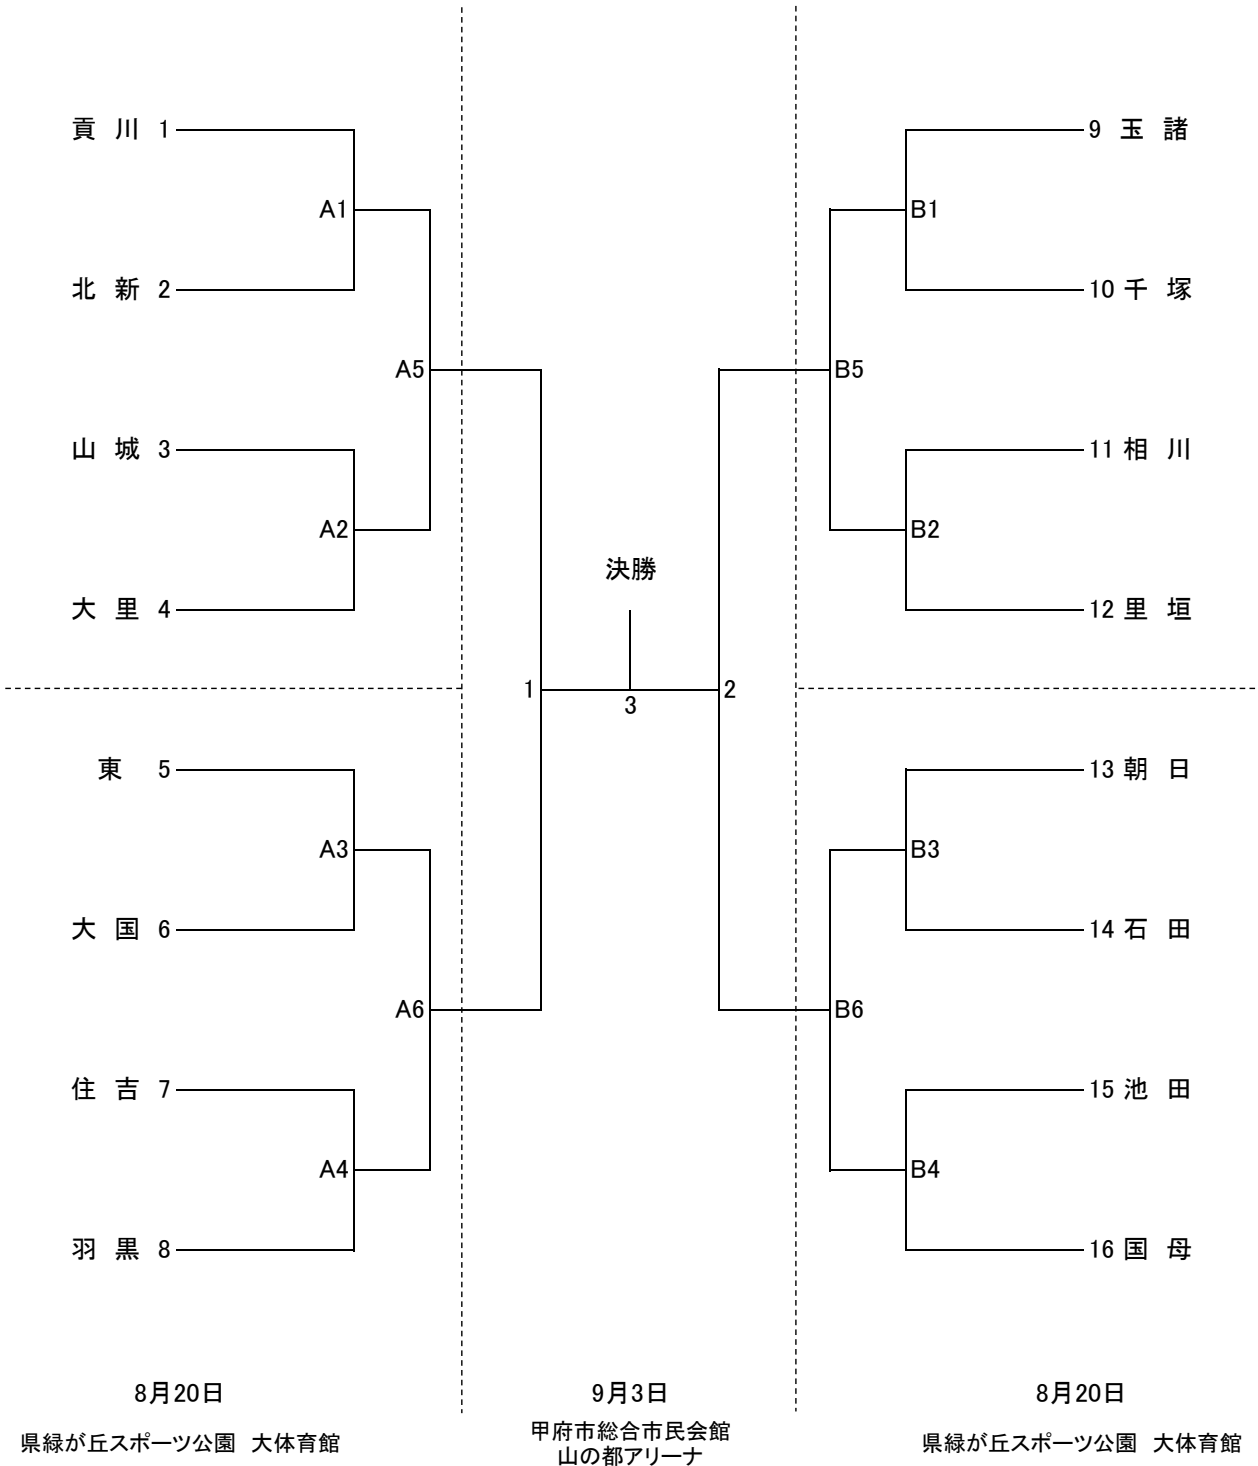 貢川 1
A1
北新 2
A5
山城 3
A2
大里 4
東 5
A3
大国 6
A6
住吉 7
A4
羽黒 8
決勝
1
3
2
9 玉諸
B1
10 千塚
B5
11 相川
B2
12 里垣
13 朝日
B3
14 石田
B6
15 池田
B4
16 国母
8月20日
県緑が丘スポーツ公園 大体育館
9月3日
甲府市総合市民会館
山の都アリーナ
8月20日
県緑が丘スポーツ公園 大体育館